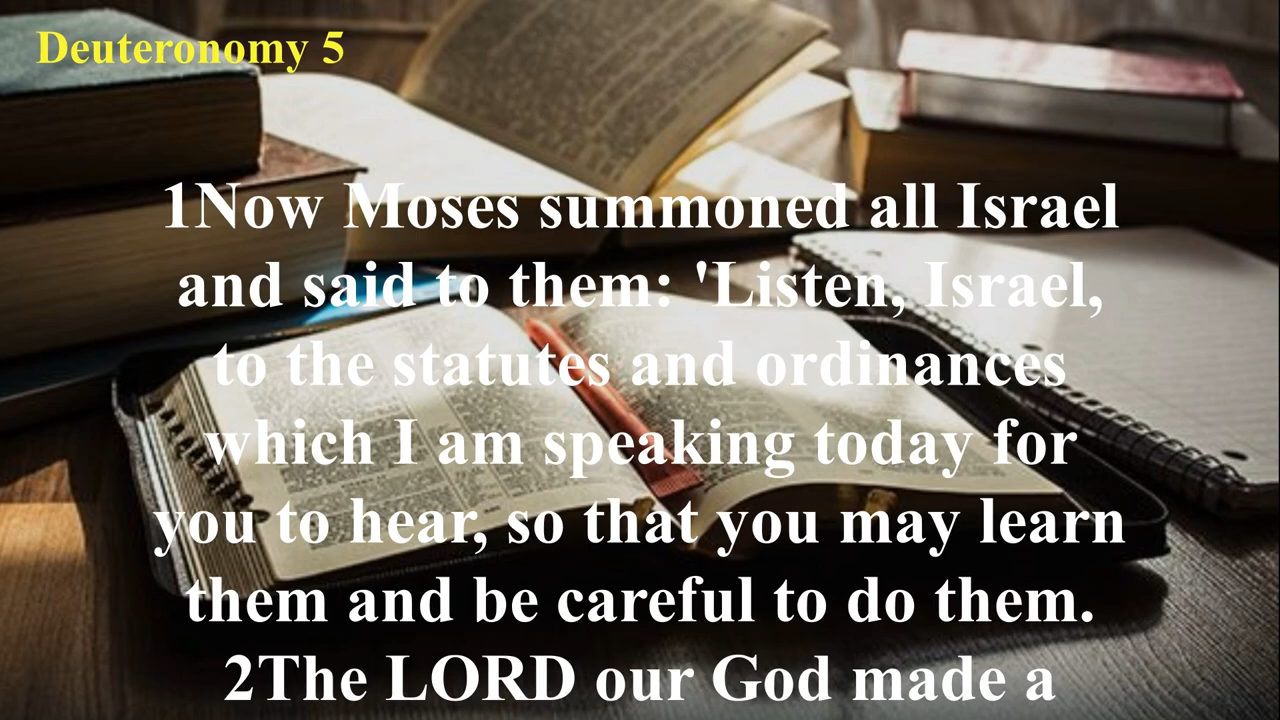 Deuteronomy 5
1Now Moses summoned all Israel
and said to them: 'Listen, Israel,
to the statutes and ordinances
which I am speaking today for
you to hear, so that you may learn
them and be careful to do them.
2The LORD our God made a